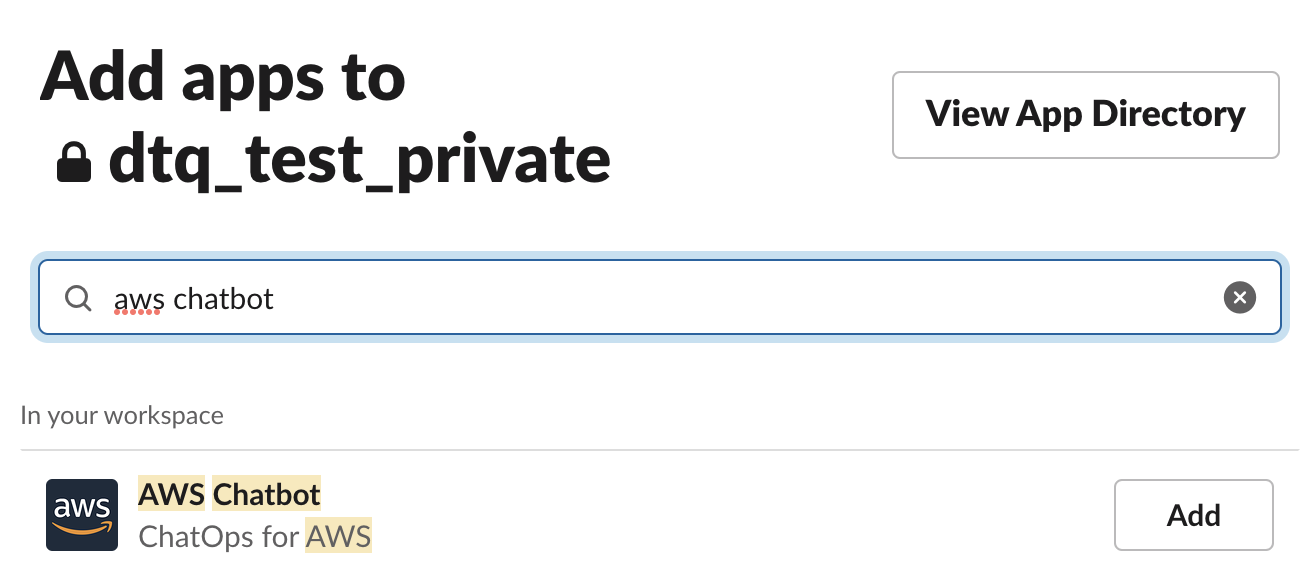 Add apps to
dtq_test_private
View App Directory
aws chatbot
In your workspace
aws
AWS Chatbot
ChatOps for AWS
Add